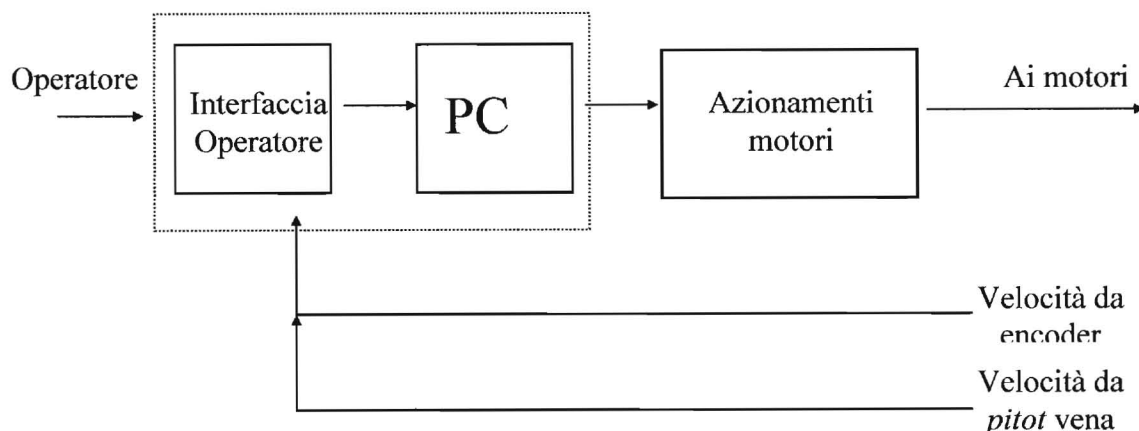 Operatore
Interfaccia
Operatore
PC
Azionamenti
motori
Ai motori
Velocità da
encoder
Velocità da
pitot vena